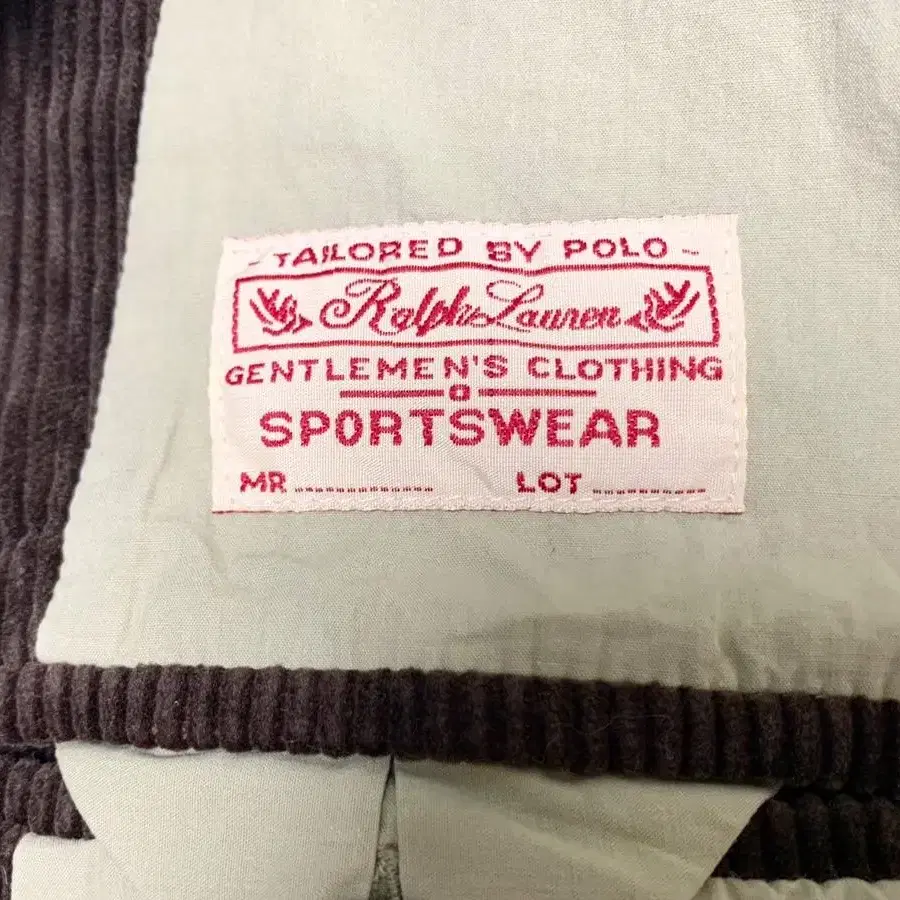 TAILORED BY POLO
Ralph Lauren
GENTLEMEN'S CLOTHING
SPORTSWEAR
MR LOT